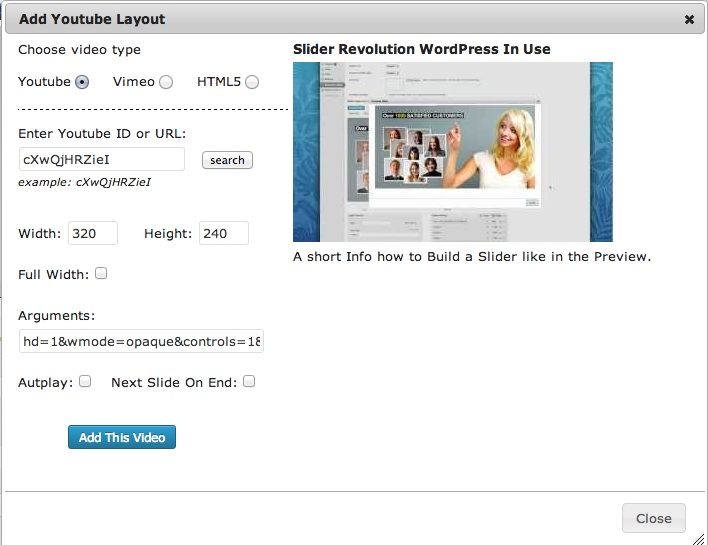 Add Youtube Layout
Choose video type
Youtube Vimeo HTML5
Enter Youtube ID or URL:
cXwQjHRZieI search
example: cXwQjHRZieI
Width: 320 Height: 240
Full Width:
Arguments:
hd=1&wmode=opaque&controls=1&
Autplay: Next Slide On End:
Add This Video
Slider Revolution WordPress In Use
Over 1500 SATISFIED CUSTOMERS
A short Info how to Build a Slider like in the Preview.
Close